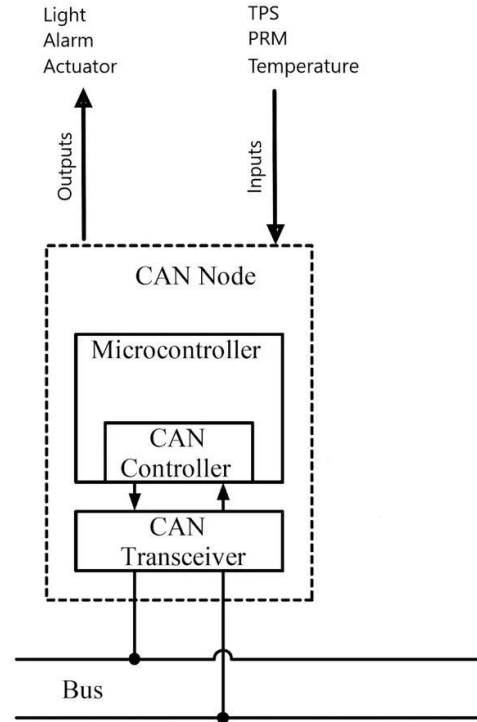 Light
Alarm
Actuator
TPS
PRM
Temperature
Outputs
Inputs
CAN Node
Microcontroller
CAN
Controller
CAN
Transceiver
Bus